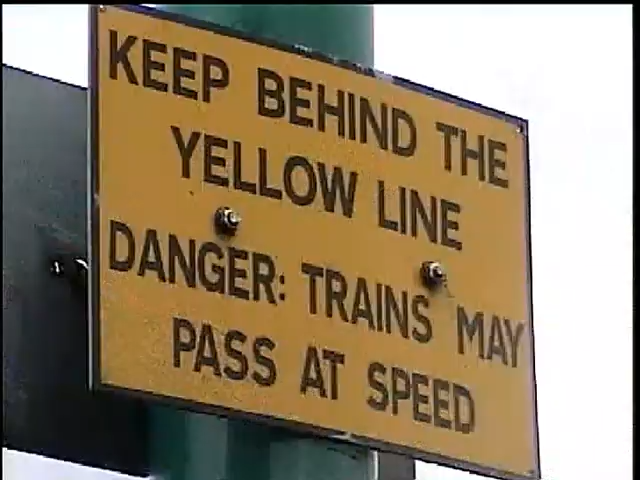 KEEP BEHIND THE
YELLOW LINE
DANGER: TRAINS MAY
PASS AT SPEED